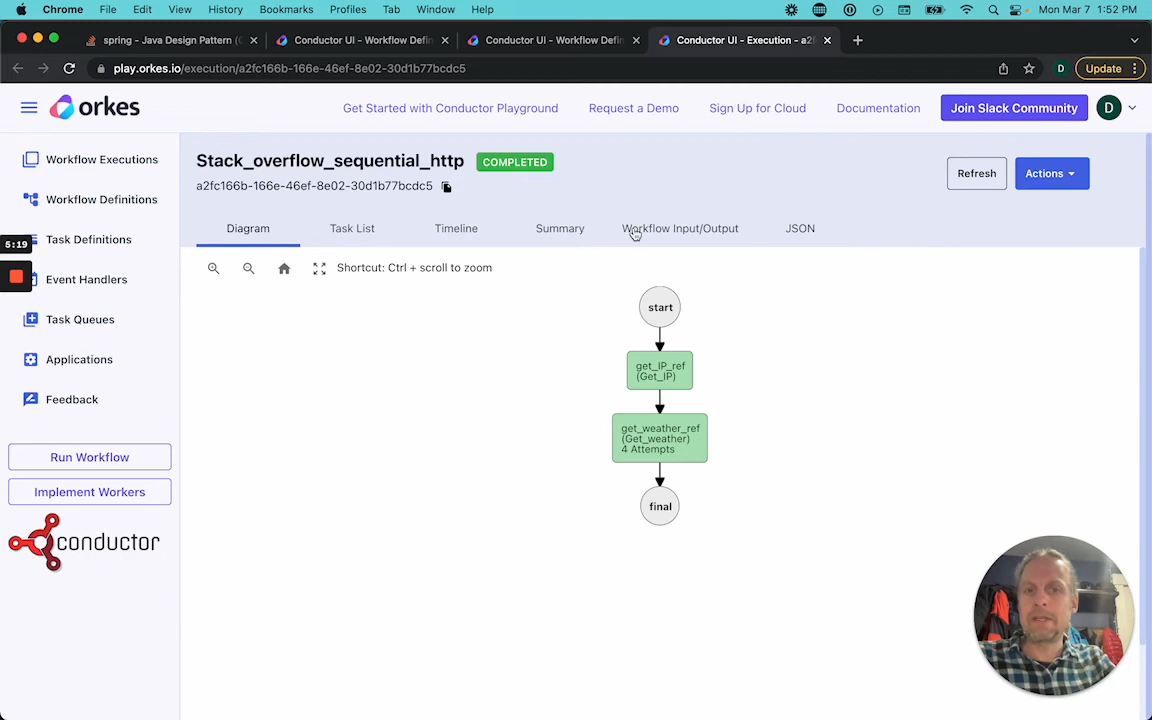 Chrome File Edit View History Bookmarks Profiles Tab Window Help Mon Mar 7 1:52 PM
spring - Java Design Pattern ( Conductor UI - Workflow Defin Conductor UI - Workflow Defin Conductor UI - Execution - a2f
play.orkes.io/execution/a2fc166b-166e-46ef-8e02-30d1b77bcdc5 D Update
orkes Get Started with Conductor Playground Request a Demo Sign Up for Cloud Documentation Join Slack Community D
Workflow Executions
Workflow Definitions
5:19
Task Definitions
Event Handlers
Task Queues
Applications
Feedback
Run Workflow
Implement Workers
conductor
Stack_overflow_sequential_http COMPLETED
a2fc166b-166e-46ef-8e02-30d1b77bcdc5
Refresh Actions
Diagram Task List Timeline Summary Workflow Input/Output JSON
Shortcut: Ctrl + scroll to zoom
start
get_IP_ref
(Get_IP)
get_weather_ref
(Get_weather)
4 Attempts
final